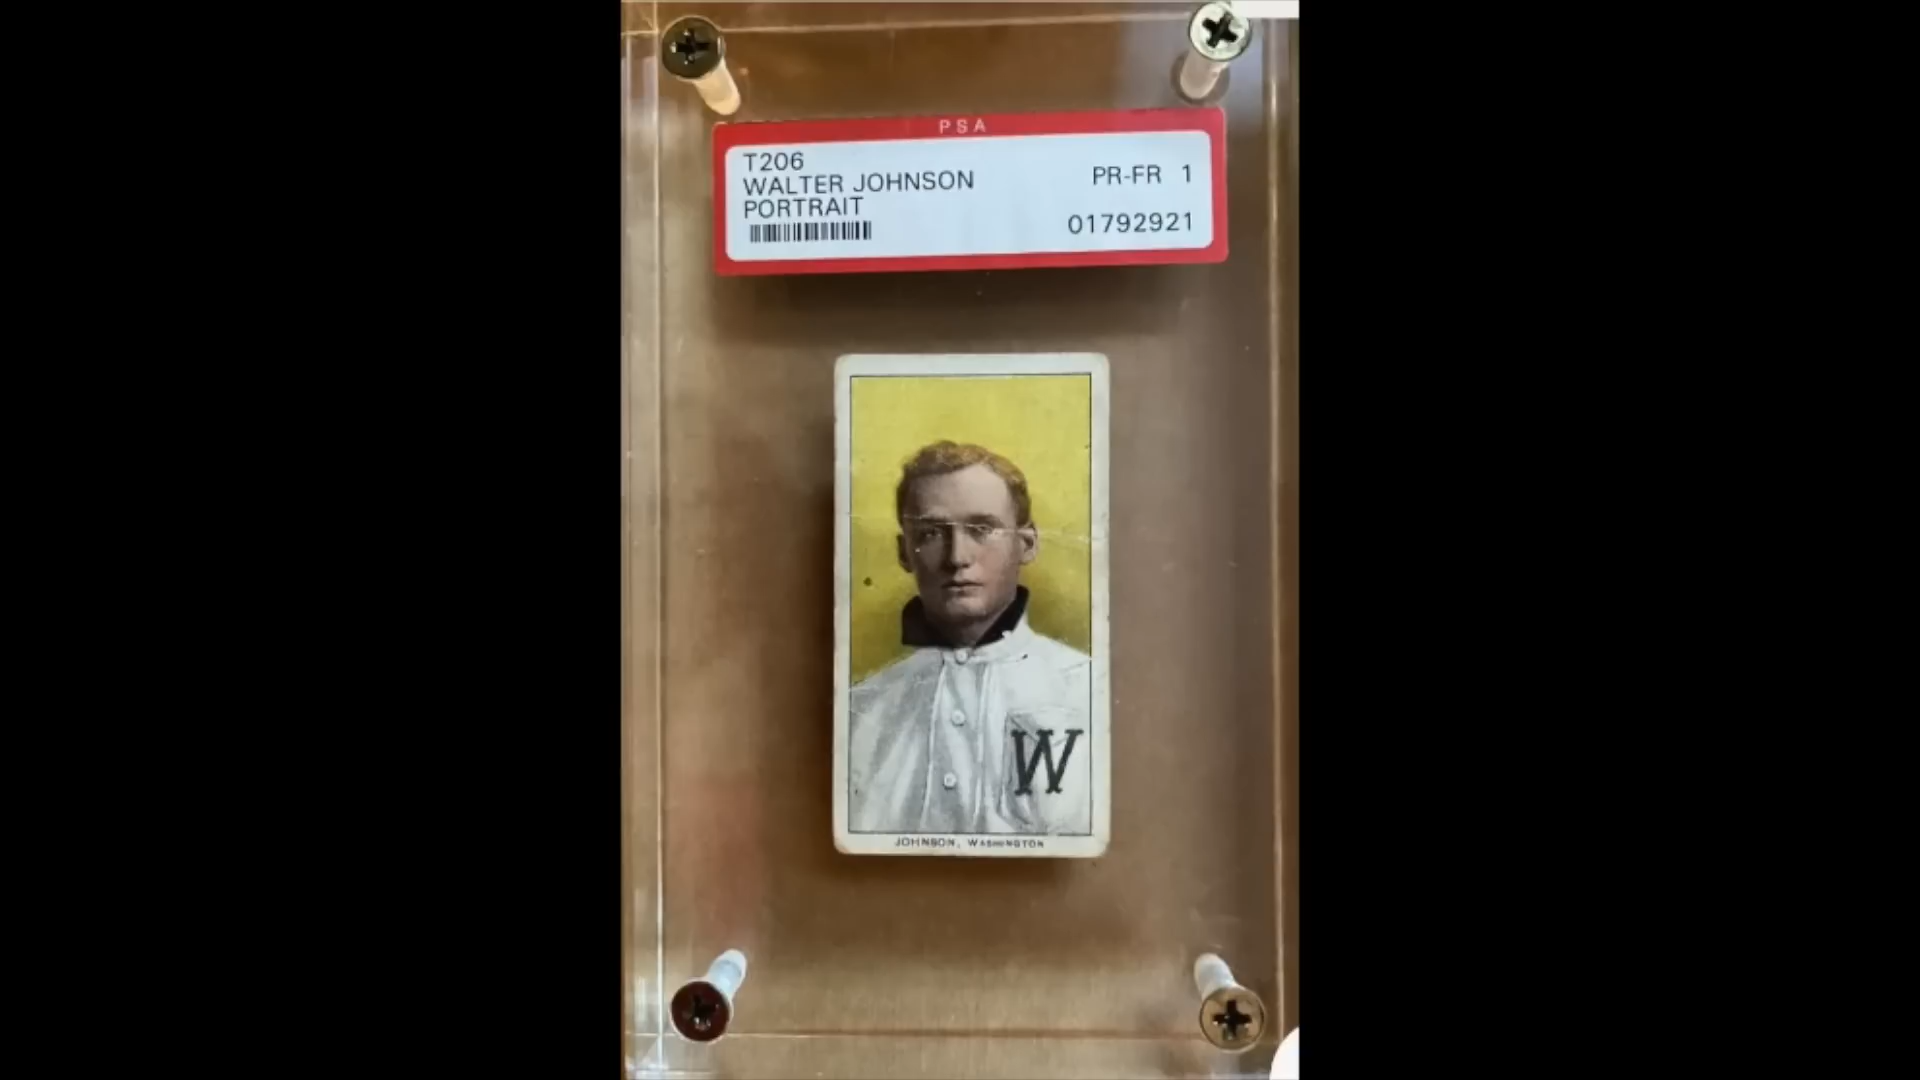 PSA
T206
WALTER JOHNSON
PR-FR 1
PORTRAIT
01792921
W
JOHNSON, WASHINGTON